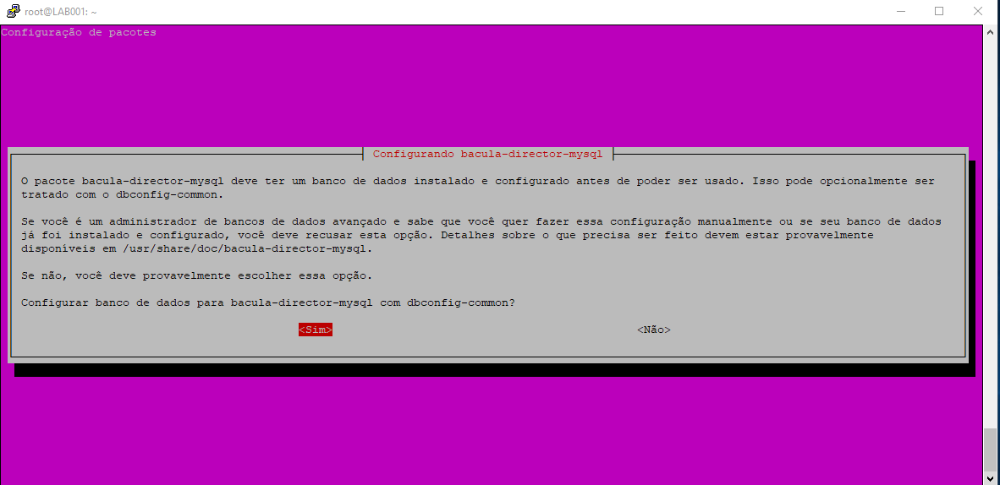 root@LAB001: ~
Configuração de pacotes
Configurando bacula-director-mysql
O pacote bacula-director-mysql deve ter um banco de dados instalado e configurado antes de poder ser usado. Isso pode opcionalmente ser
tratado com o dbconfig-common.
Se você é um administrador de bancos de dados avançado e sabe que você quer fazer essa configuração manualmente ou se seu banco de dados
já foi instalado e configurado, você deve recusar esta opção. Detalhes sobre o que precisa ser feito devem estar provavelmente
disponíveis em /usr/share/doc/bacula-director-mysql.
Se não, você deve provavelmente escolher essa opção.
Configurar banco de dados para bacula-director-mysql com dbconfig-common?
<Sim> <Não>